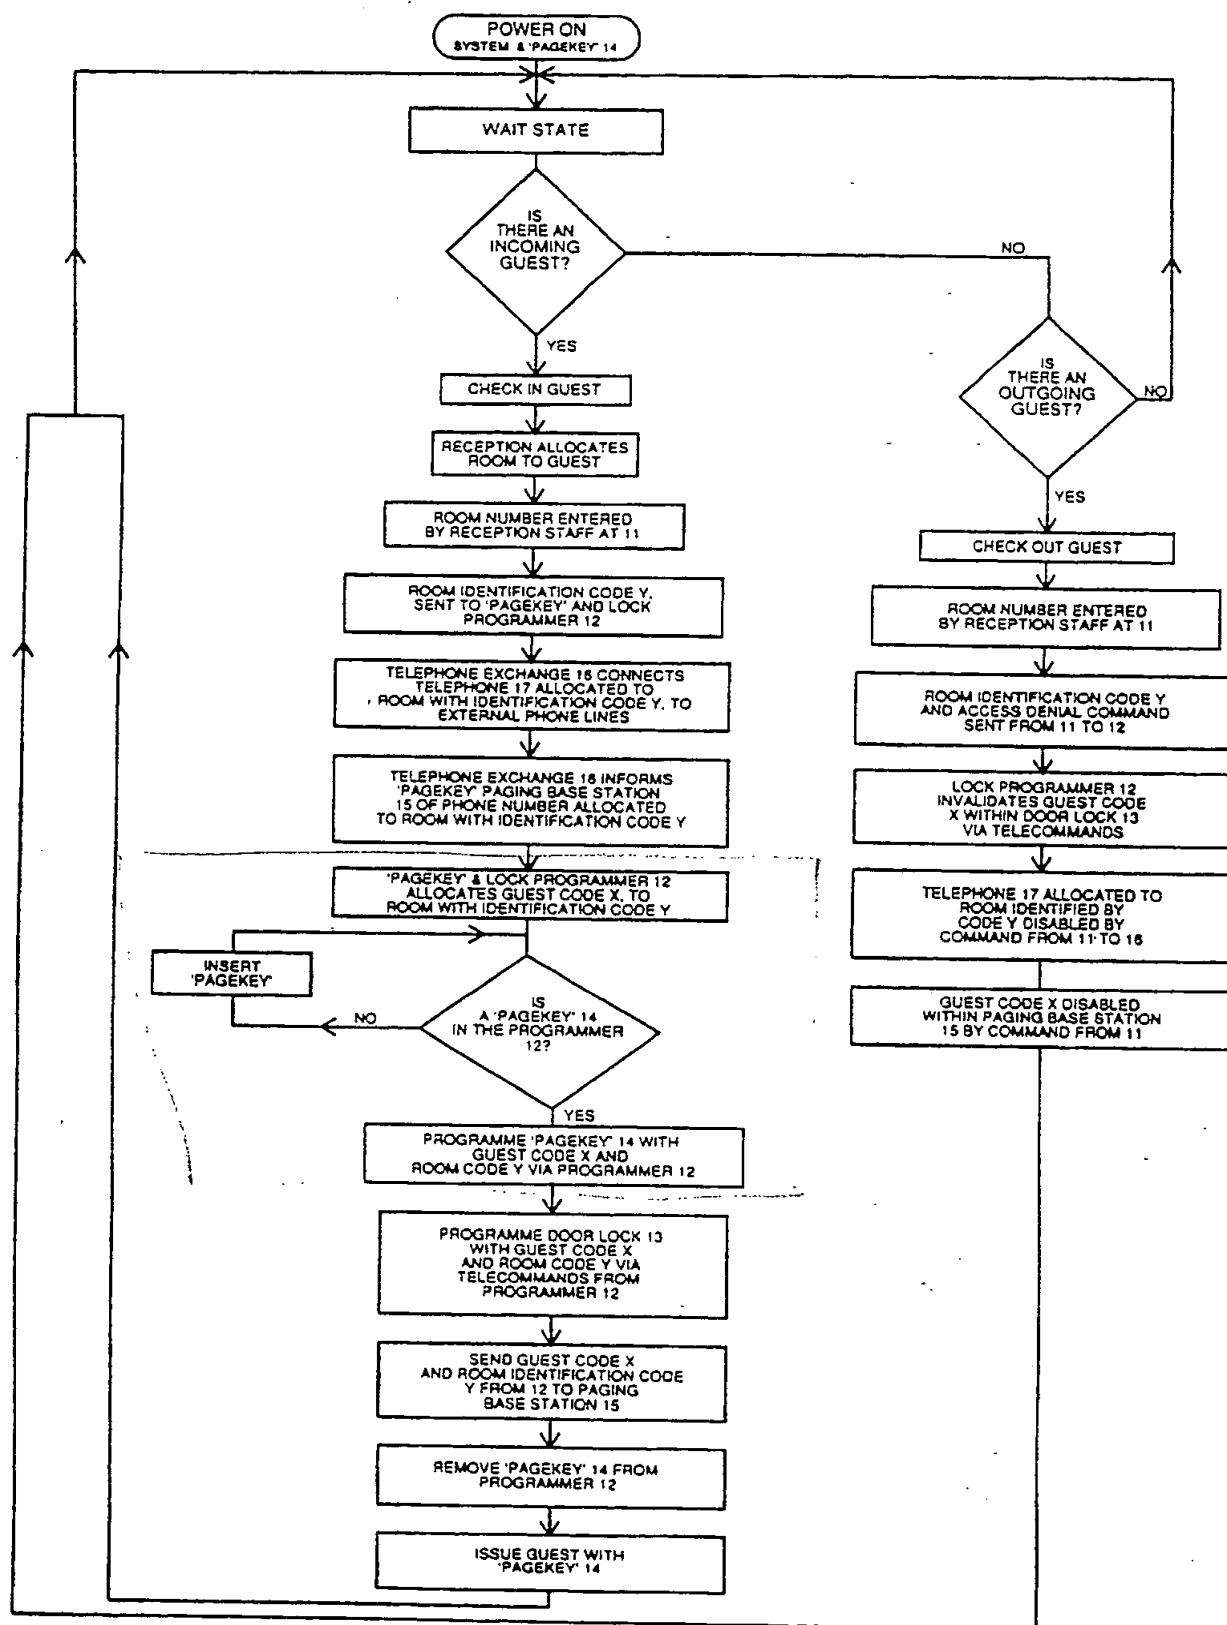 POWER ON
SYSTEM & 'PAGEKEY' 14
WAIT STATE
IS
THERE AN
INCOMING
GUEST?
NO
YES
CHECK IN GUEST
RECEPTION ALLOCATES
ROOM TO GUEST
ROOM NUMBER ENTERED
BY RECEPTION STAFF AT 11
ROOM IDENTIFICATION CODE Y,
SENT TO 'PAGEKEY' AND LOCK
PROGRAMMER 12
TELEPHONE EXCHANGE 16 CONNECTS
TELEPHONE 17 ALLOCATED TO
ROOM WITH IDENTIFICATION CODE Y, TO
EXTERNAL PHONE LINES
TELEPHONE EXCHANGE 16 INFORMS
'PAGEKEY' PAGING BASE STATION
15 OF PHONE NUMBER ALLOCATED
TO ROOM WITH IDENTIFICATION CODE Y
'PAGEKEY' & LOCK PROGRAMMER 12
ALLOCATES GUEST CODE X, TO
ROOM WITH IDENTIFICATION CODE Y
INSERT
'PAGEKEY'
NO
IS
A 'PAGEKEY' 14
IN THE PROGRAMMER
12?
YES
PROGRAMME 'PAGEKEY' 14 WITH
GUEST CODE X AND
ROOM CODE Y VIA PROGRAMMER 12
PROGRAMME DOOR LOCK 13
WITH GUEST CODE X
AND ROOM CODE Y VIA
TELECOMMANDS FROM
PROGRAMMER 12
SEND GUEST CODE X
AND ROOM IDENTIFICATION CODE
Y FROM 12 TO PAGING
BASE STATION 15
REMOVE 'PAGEKEY' 14 FROM
PROGRAMMER 12
ISSUE GUEST WITH
'PAGEKEY' 14
IS
THERE AN
OUTGOING
GUEST?
NO
YES
CHECK OUT GUEST
ROOM NUMBER ENTERED
BY RECEPTION STAFF AT 11
ROOM IDENTIFICATION CODE Y
AND ACCESS DENIAL COMMAND
SENT FROM 11 TO 12
LOCK PROGRAMMER 12
INVALIDATES GUEST CODE
X WITHIN DOOR LOCK 13
VIA TELECOMMANDS
TELEPHONE 17 ALLOCATED TO
ROOM IDENTIFIED BY
CODE Y DISABLED BY
COMMAND FROM 11 TO 16
GUEST CODE X DISABLED
WITHIN PAGING BASE STATION
15 BY COMMAND FROM 11